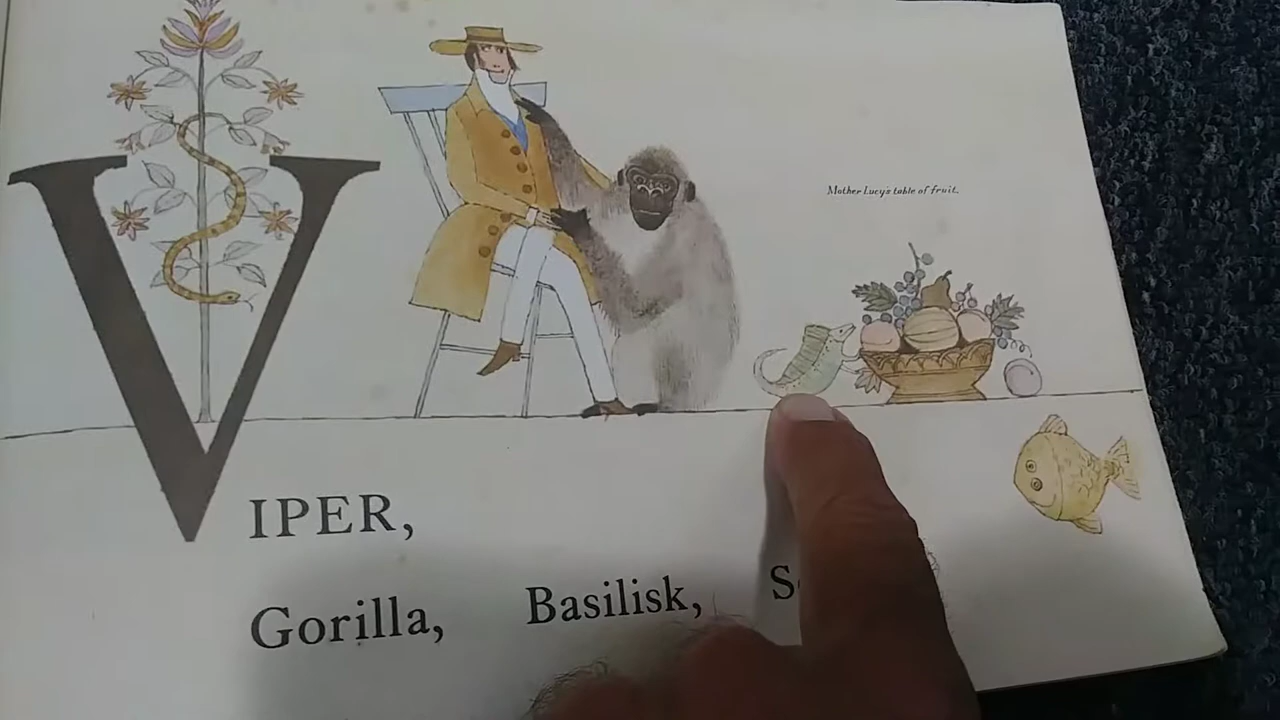 Mother Lucy's table of fruit.
VIPER,
Gorilla, Basilisk,